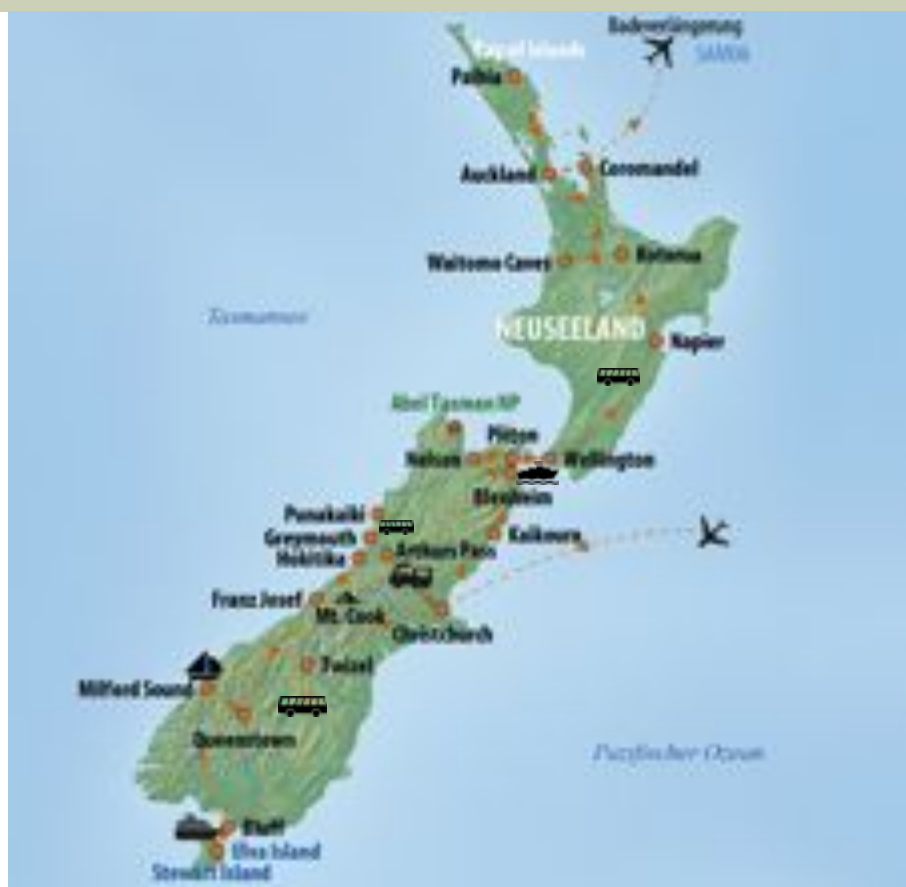 Badeverlängerung
SAMOA
Bay of Islands
Paihia
Auckland
Coromandel
Waitomo Caves
Rotorua
Tasmansee
NEUSEELAND
Napier
Abel Tasman NP
Picton
Nelson
Wellington
Blenheim
Punakaiki
Greymouth
Kaikoura
Hokitika
Arthurs Pass
Franz Josef
Mt. Cook
Christchurch
Twizel
Milford Sound
Queenstown
Pazifischer Ozean
Bluff
Ulva Island
Stewart Island